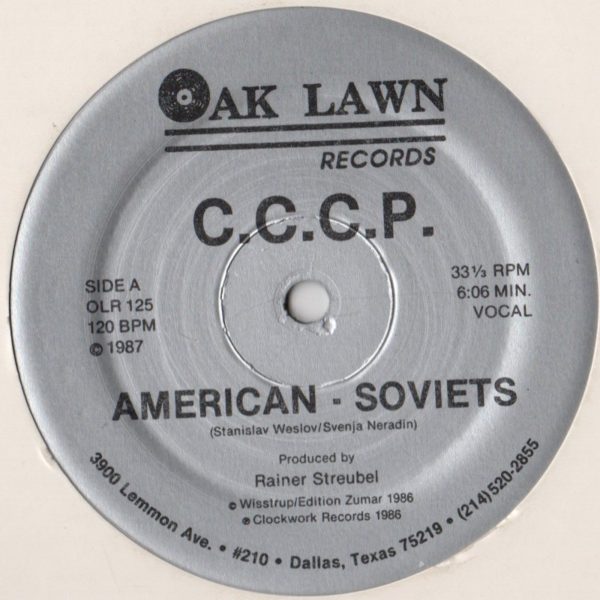 OAK LAWN
RECORDS
C.C.C.P.
SIDE A
OLR 125
120 BPM
© 1987
33⅓ RPM
6:06 MIN.
VOCAL
AMERICAN - SOVIETS
(Stanislav Weslov/Svenja Neradin)
Produced by
Rainer Streubel
© Wisstrup/Edition Zumar 1986
℗ Clockwork Records 1986
3900 Lemmon Ave. • #210 • Dallas, Texas 75219 • (214)520-2855